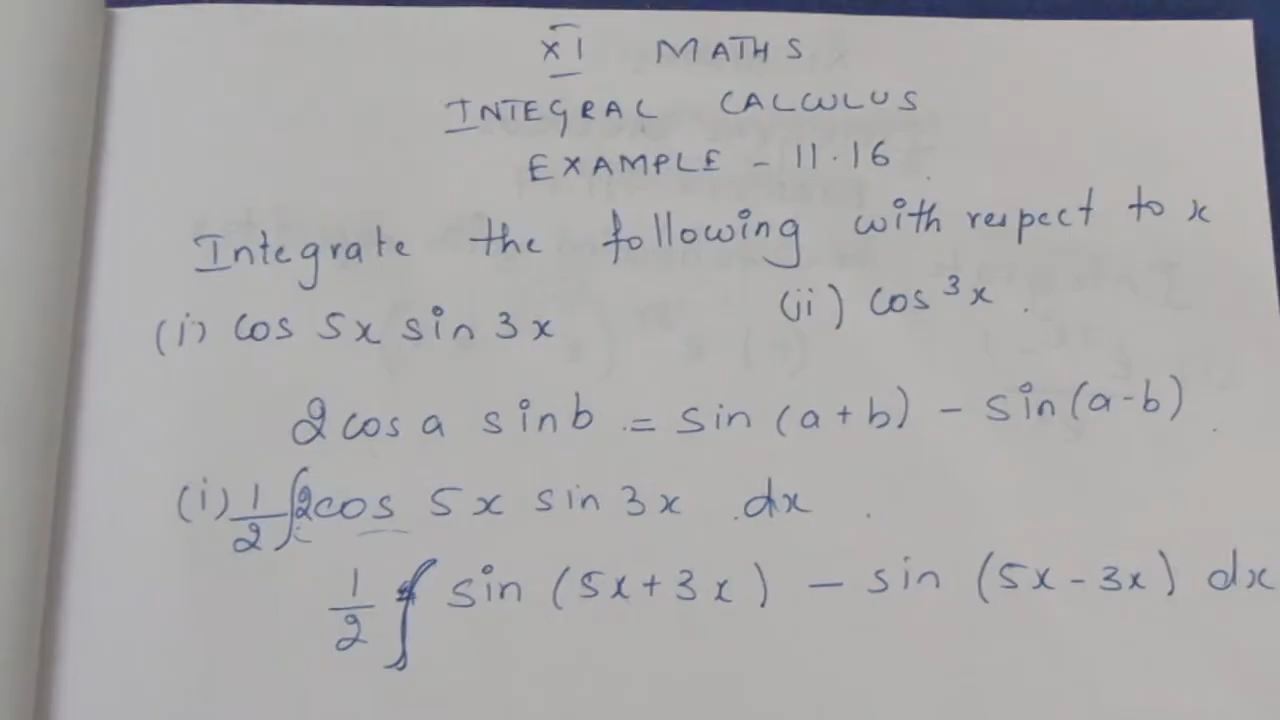 XI MATHS
INTEGRAL CALCULUS
EXAMPLE - 11.16
Integrate the following with respect to x
(i) cos 5x sin 3x (ii) cos³x.
2 cos a sin b = sin (a+b) - sin (a-b)
(i) 1/2 ∫2cos 5x sin 3x dx
1/2 ∫ sin (5x+3x) - sin (5x-3x) dx